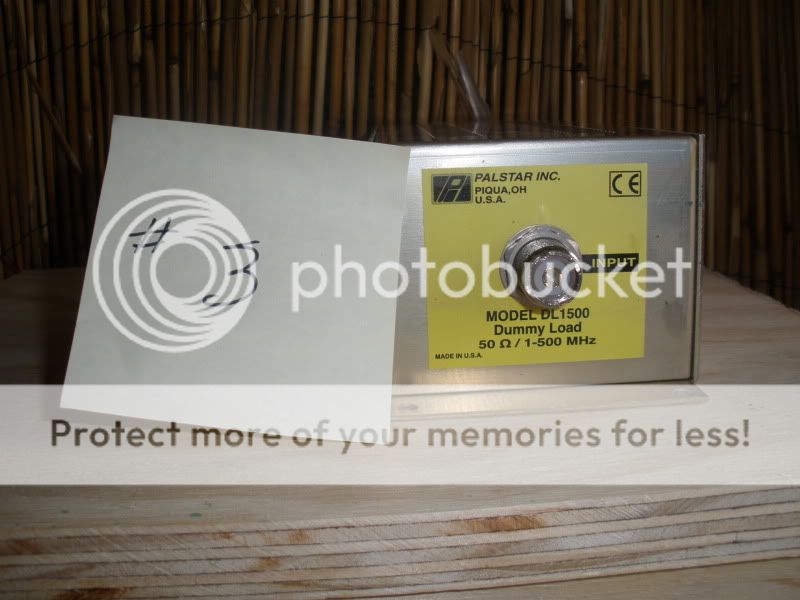 # 3
PALSTAR INC.
PIQUA,OH
U.S.A.
CE
INPUT
MODEL DL1500
Dummy Load
50 Ω / 1-500 MHz
MADE IN U.S.A.
photobucket
Protect more of your memories for less!